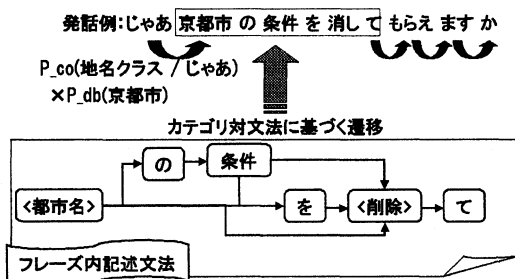 発話例:じゃあ 京都市 の 条件 を 消し て もらえ ます か
P_co(地名クラス / じゃあ)
×P_db(京都市)
カテゴリ対文法に基づく遷移
の
条件
<都市名>
を
<削除>
て
フレーズ内記述文法